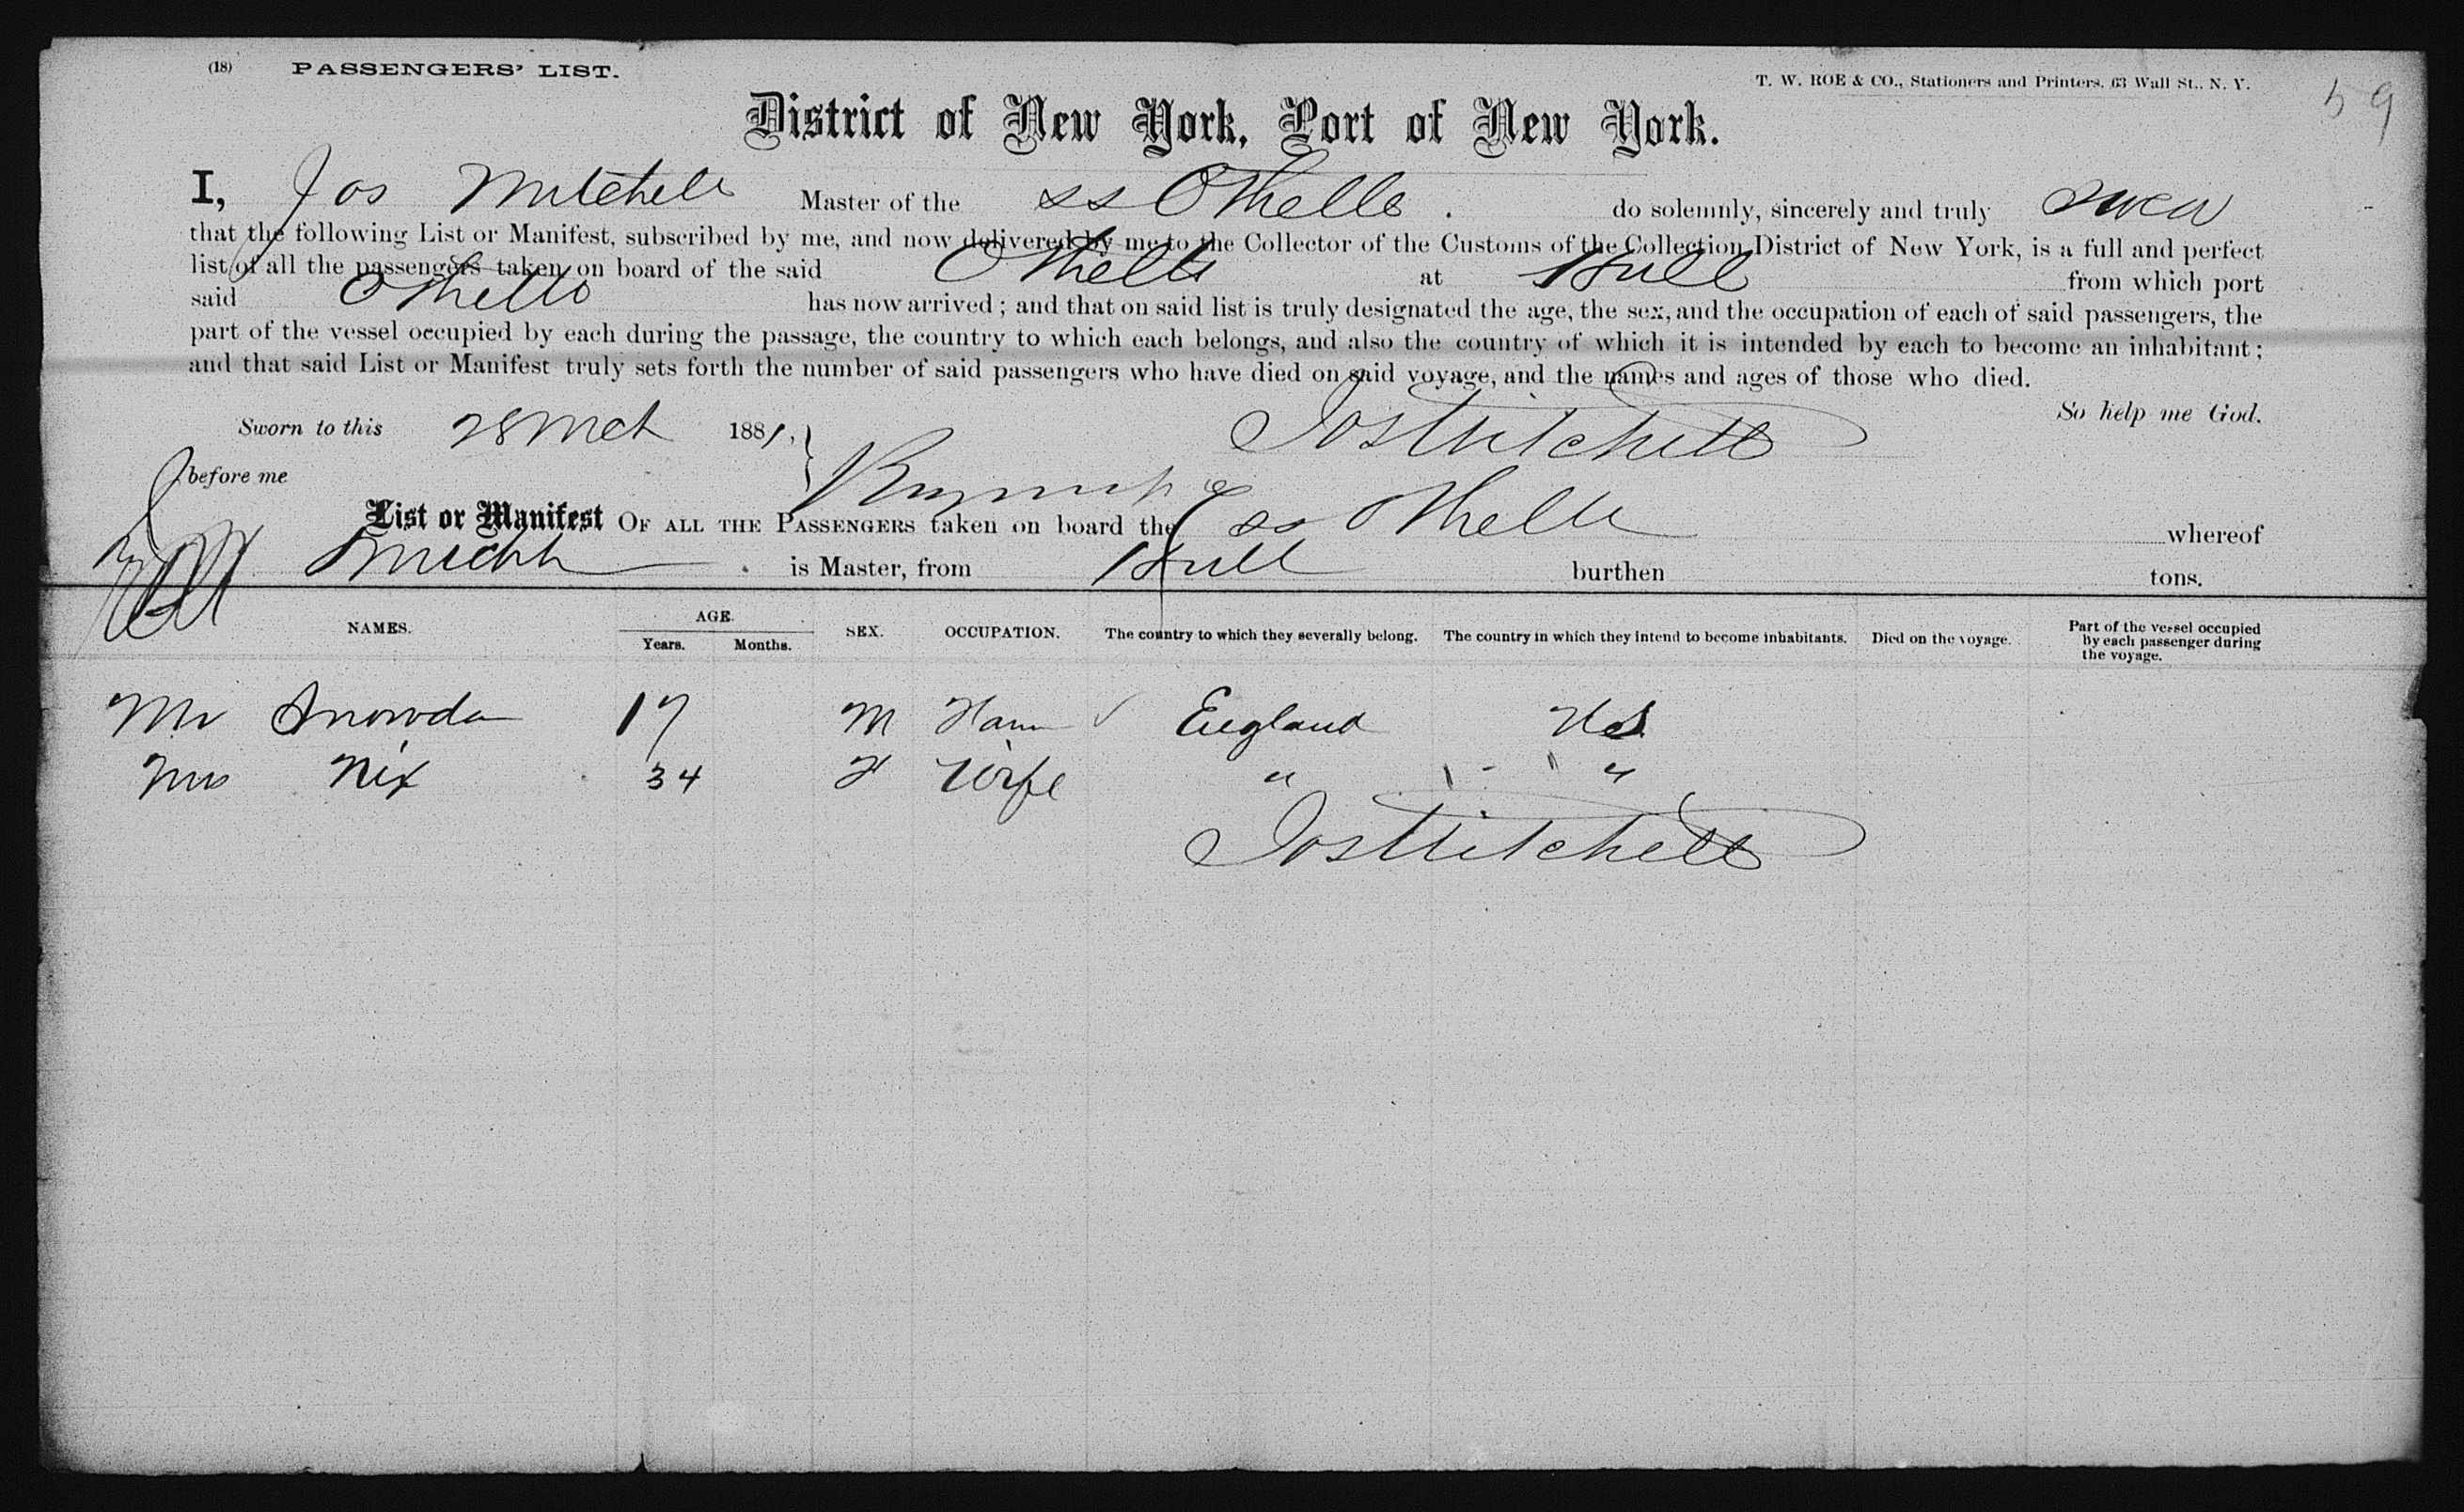 (18) PASSENGERS' LIST.
T. W. ROE & CO., Stationers and Printers, 63 Wall St., N. Y.
59
District of New York, Port of New York.
I, Jos Mitchell Master of the ss Othello. do solemnly, sincerely and truly swear
that the following List or Manifest, subscribed by me, and now delivered by me to the Collector of the Customs of the Collection District of New York, is a full and perfect
list of all the passengers taken on board of the said Othello at Hull from which port
said Othello has now arrived; and that on said list is truly designated the age, the sex, and the occupation of each of said passengers, the
part of the vessel occupied by each during the passage, the country to which each belongs, and also the country of which it is intended by each to become an inhabitant;
and that said List or Manifest truly sets forth the number of said passengers who have died on said voyage, and the names and ages of those who died.
So help me God.
Sworn to this 28 Mch 1881, Jos Mitchell
before me
List or Manifest OF ALL THE PASSENGERS taken on board the ss Othello whereof
is Master, from Hull burthen tons.
NAMES. AGE. Years. Months. SEX. OCCUPATION. The country to which they severally belong. The country in which they intend to become inhabitants. Died on the voyage. Part of the vessel occupied by each passenger during the voyage.
Mr Snowden 17 M England US
Mrs Nix 34 F Wife " "
Jos Mitchell